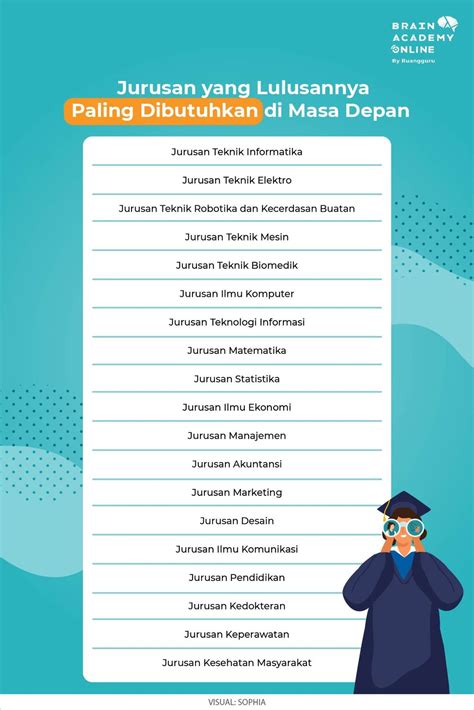 BRAIN
ACADEMY
ONLINE
By Ruangguru
Jurusan yang Lulusannya
Paling Dibutuhkan di Masa Depan
Jurusan Teknik Informatika
Jurusan Teknik Elektro
Jurusan Teknik Robotika dan Kecerdasan Buatan
Jurusan Teknik Mesin
Jurusan Teknik Biomedik
Jurusan Ilmu Komputer
Jurusan Teknologi Informasi
Jurusan Matematika
Jurusan Statistika
Jurusan Ilmu Ekonomi
Jurusan Manajemen
Jurusan Akuntansi
Jurusan Marketing
Jurusan Desain
Jurusan Ilmu Komunikasi
Jurusan Pendidikan
Jurusan Kedokteran
Jurusan Keperawatan
Jurusan Kesehatan Masyarakat
VISUAL: SOPHIA